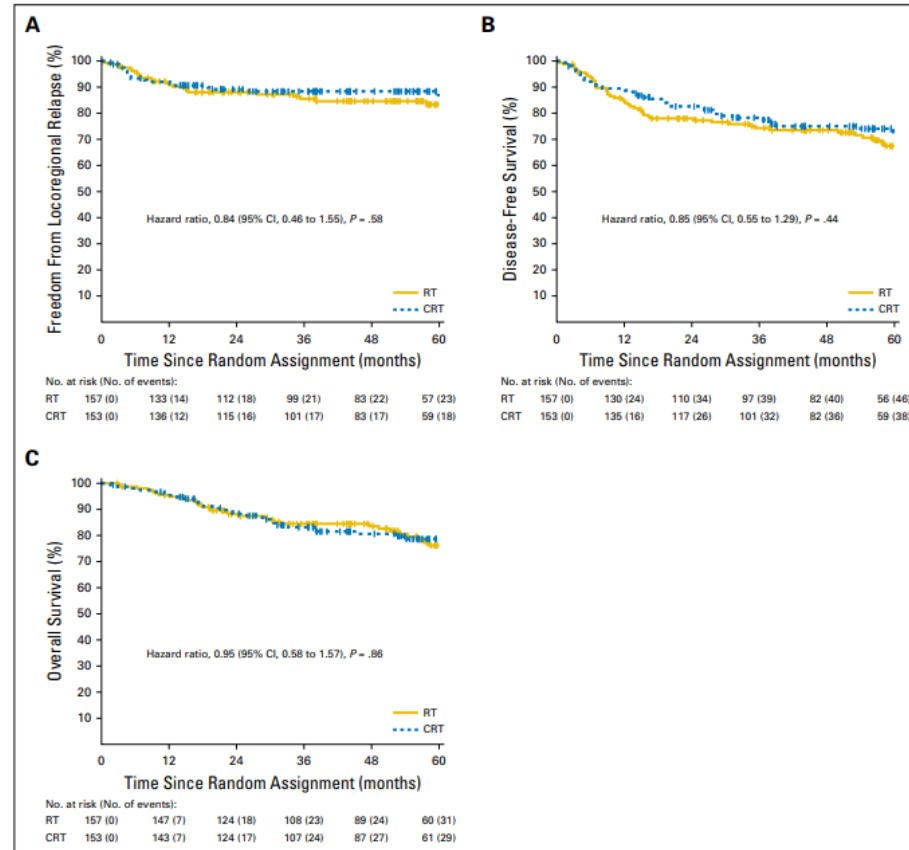 A
Freedom From Locoregional Relapse (%)
100
90
80
70
60
50
40
30
20
10
Hazard ratio, 0.84 (95% CI, 0.46 to 1.55), P = .58
RT
CRT
0 12 24 36 48 60
Time Since Random Assignment (months)
No. at risk (No. of events):
RT 157 (0) 133 (14) 112 (18) 99 (21) 83 (22) 57 (23)
CRT 153 (0) 136 (12) 115 (16) 101 (17) 83 (17) 59 (18)
B
Disease-Free Survival (%)
100
90
80
70
60
50
40
30
20
10
Hazard ratio, 0.85 (95% CI, 0.55 to 1.29), P = .44
RT
CRT
0 12 24 36 48 60
Time Since Random Assignment (months)
No. at risk (No. of events):
RT 157 (0) 130 (24) 110 (34) 97 (39) 82 (40) 56 (46)
CRT 153 (0) 135 (16) 117 (26) 101 (32) 82 (36) 59 (38)
C
Overall Survival (%)
100
90
80
70
60
50
40
30
20
10
Hazard ratio, 0.95 (95% CI, 0.58 to 1.57), P = .86
RT
CRT
0 12 24 36 48 60
Time Since Random Assignment (months)
No. at risk (No. of events):
RT 157 (0) 147 (7) 124 (18) 108 (23) 89 (24) 60 (31)
CRT 153 (0) 143 (7) 124 (17) 107 (24) 87 (27) 61 (29)